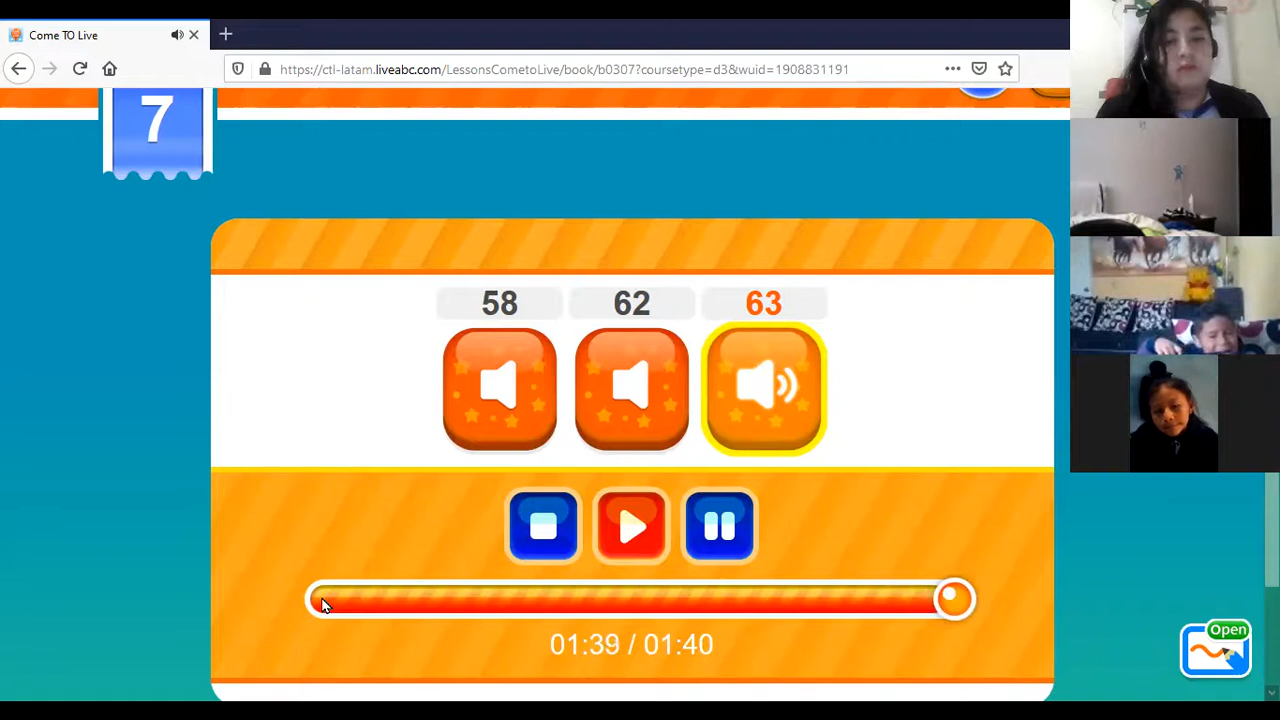 Come TO Live
https://ctl-latam.liveabc.com/LessonsCometoLive/book/b0307?coursetype=d3&wuid=1908831191
7
58 62 63
01:39 / 01:40
Open